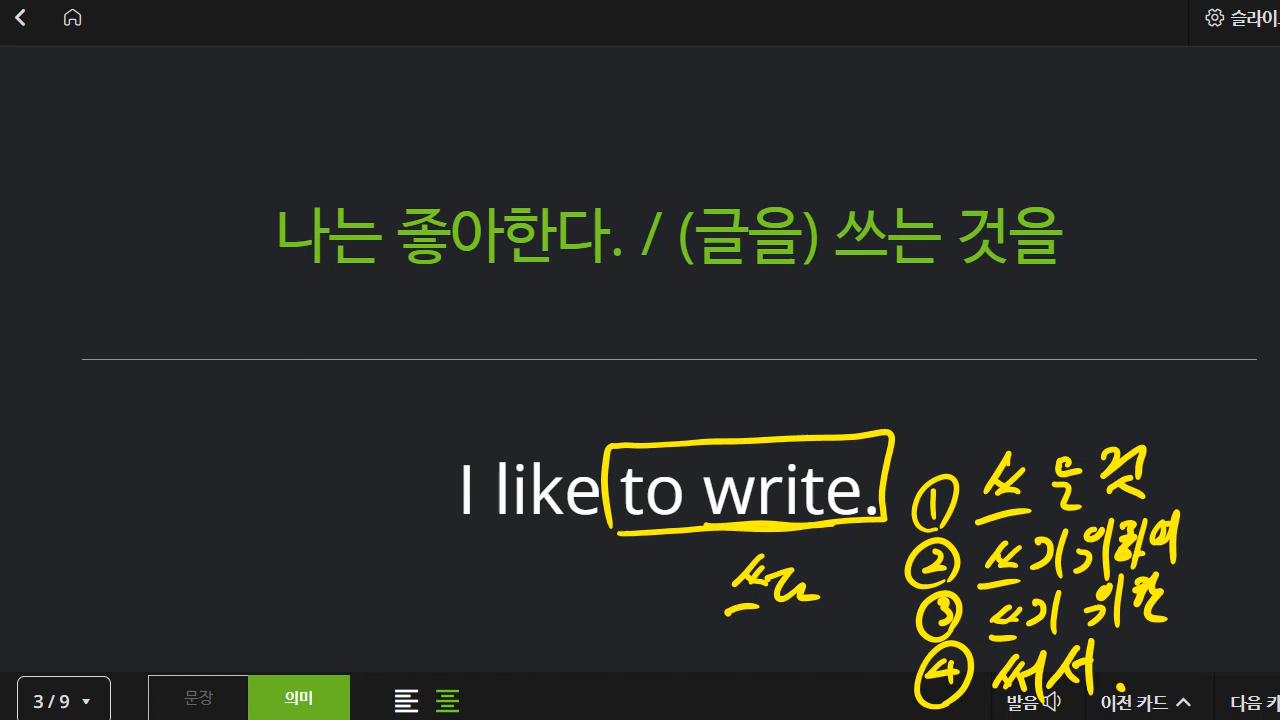 슬라이
나는 좋아한다. / (글을) 쓰는 것을
I like to write.
① 쓰는것
② 쓰기위하여
③ 쓰기 위한
④ 써서.
쓰다
3 / 9
문장
의미
발음
이전 카드
다음 카